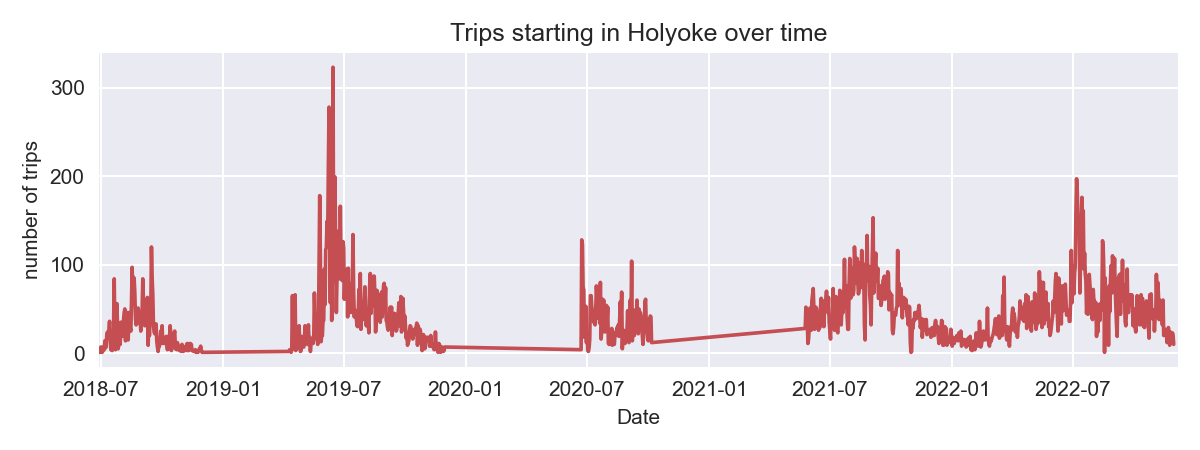 Trips starting in Holyoke over time
number of trips
300
200
100
0
2018-07 2019-01 2019-07 2020-01 2020-07 2021-01 2021-07 2022-01 2022-07
Date